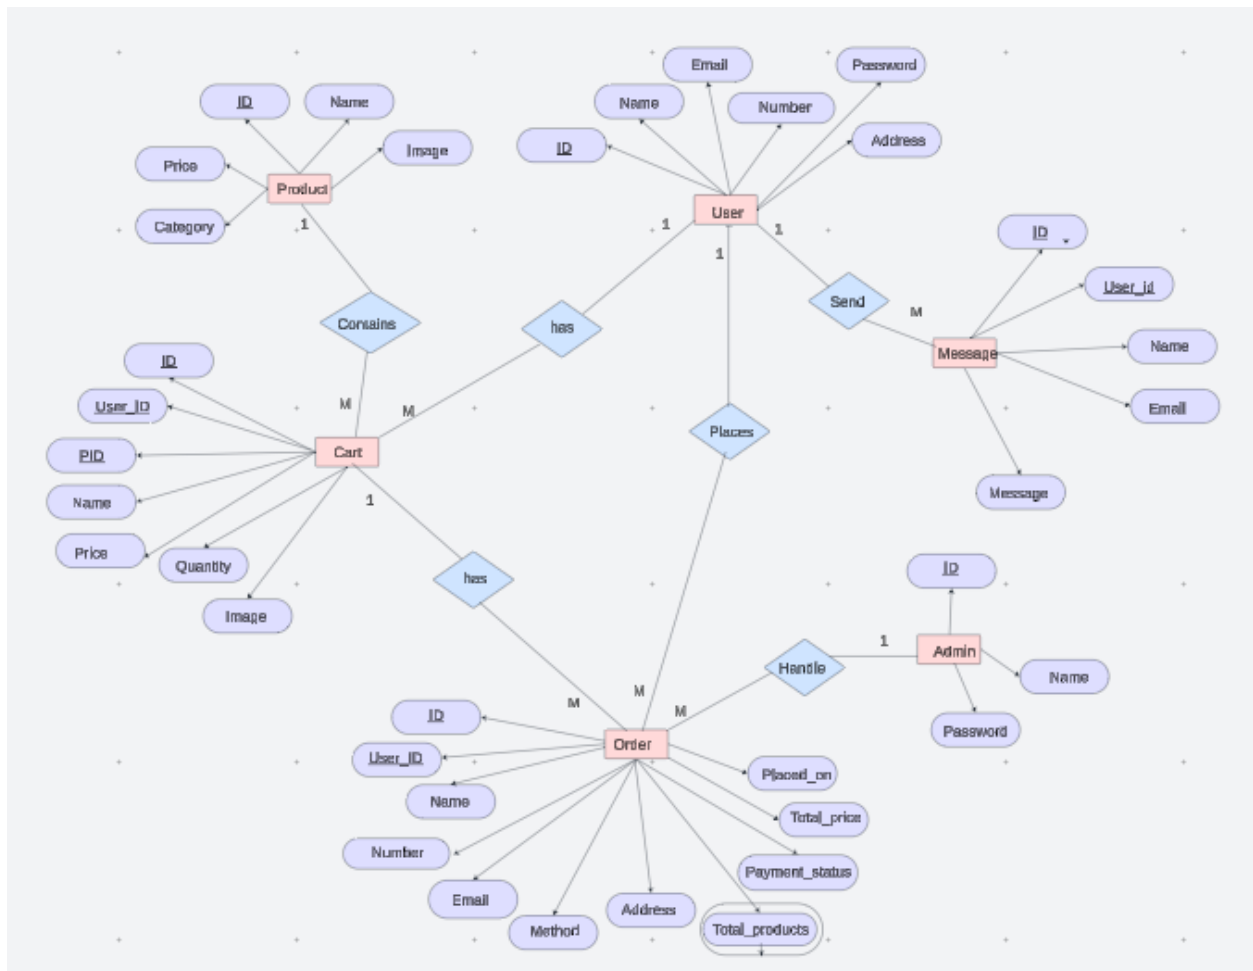 Email
Password
ID
Name
Name
Number
Image
Address
ID
Price
Product
User
Category
1
1
1
ID
1
User_id
Send
M
Contains
has
Message
Name
ID
User_ID
M
M
Email
Places
PID
Cart
Name
1
Message
Price
Quantity
has
ID
Image
1
Admin
Handle
Name
M
M
M
ID
Password
User_ID
Order
Placed_on
Name
Total_price
Number
Payment_status
Email
Address
Method
Total_products